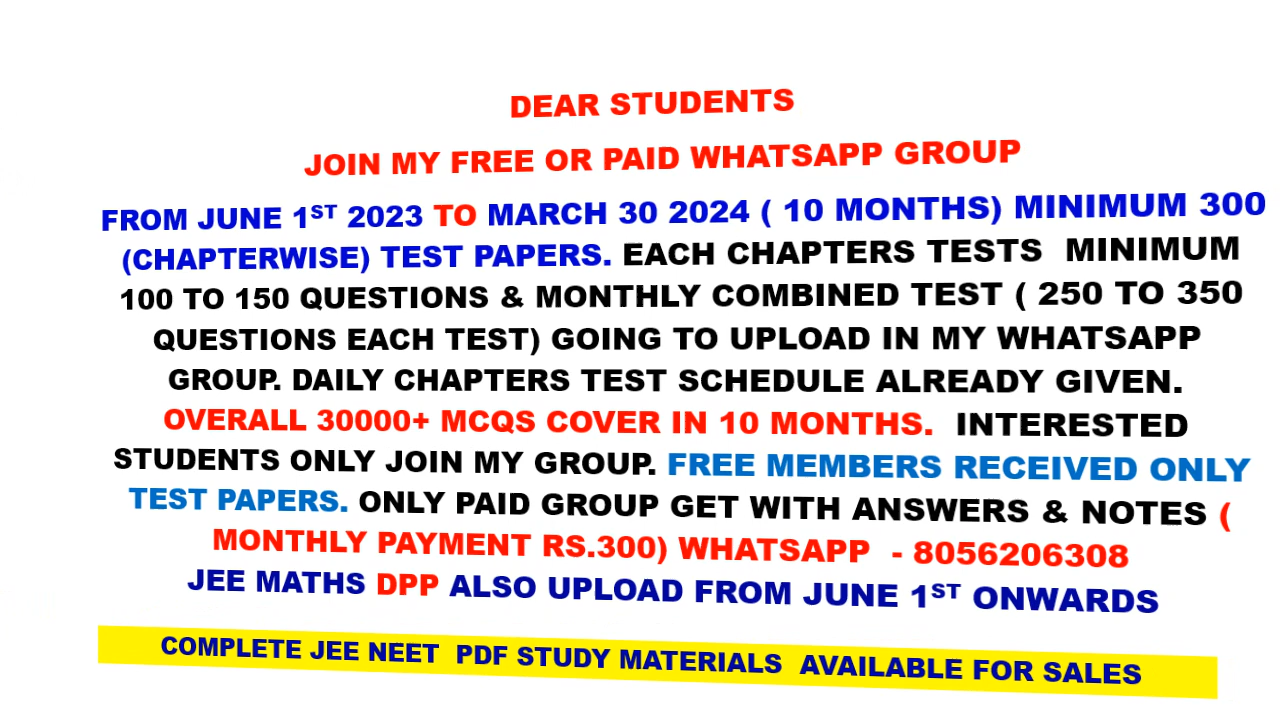 DEAR STUDENTS
JOIN MY FREE OR PAID WHATSAPP GROUP
FROM JUNE 1ST 2023 TO MARCH 30 2024 ( 10 MONTHS) MINIMUM 300
(CHAPTERWISE) TEST PAPERS. EACH CHAPTERS TESTS MINIMUM
100 TO 150 QUESTIONS & MONTHLY COMBINED TEST ( 250 TO 350
QUESTIONS EACH TEST) GOING TO UPLOAD IN MY WHATSAPP
GROUP. DAILY CHAPTERS TEST SCHEDULE ALREADY GIVEN.
OVERALL 30000+ MCQS COVER IN 10 MONTHS. INTERESTED
STUDENTS ONLY JOIN MY GROUP. FREE MEMBERS RECEIVED ONLY
TEST PAPERS. ONLY PAID GROUP GET WITH ANSWERS & NOTES (
MONTHLY PAYMENT RS.300) WHATSAPP - 8056206308
JEE MATHS DPP ALSO UPLOAD FROM JUNE 1ST ONWARDS
COMPLETE JEE NEET PDF STUDY MATERIALS AVAILABLE FOR SALES